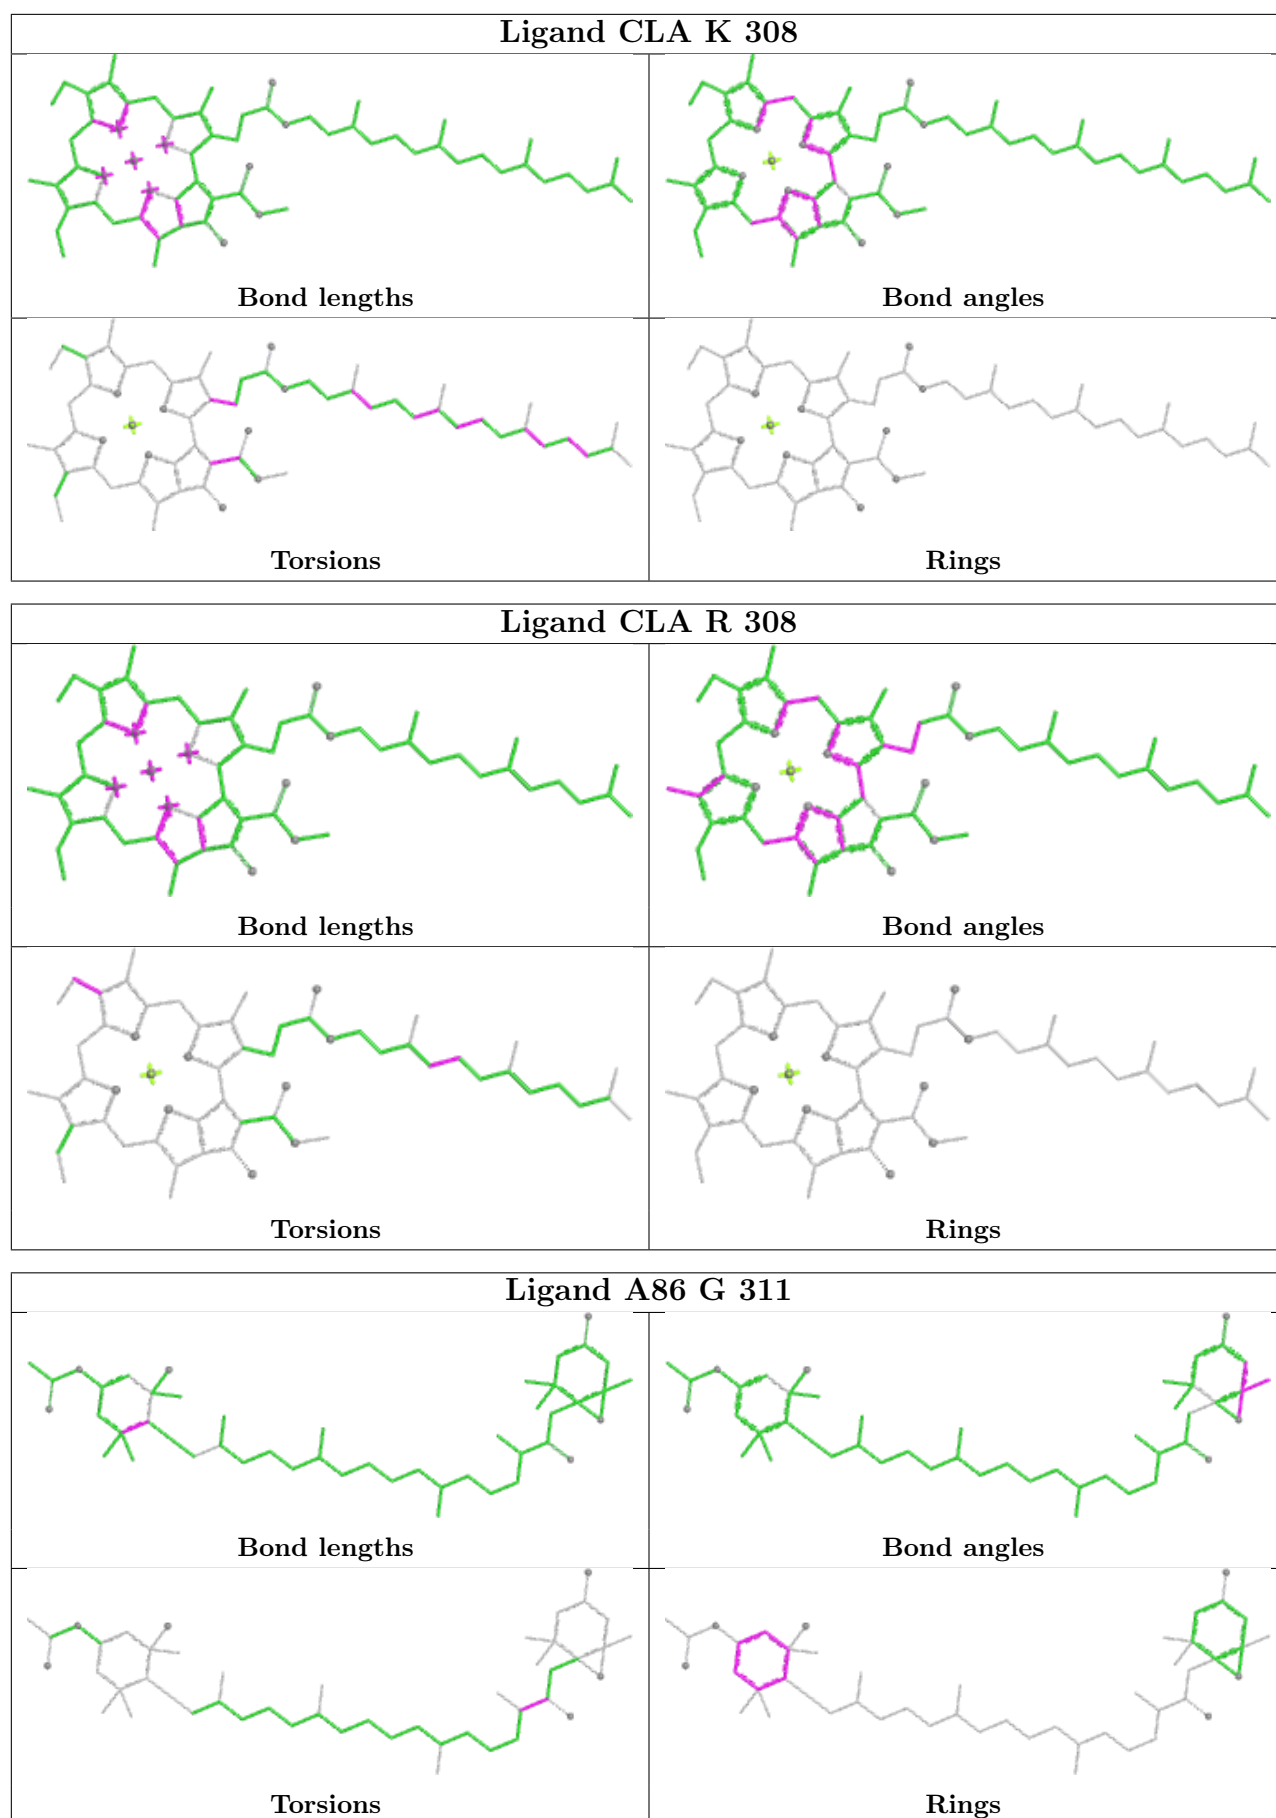 Ligand CLA K 308
Bond lengths
Bond angles
Torsions
Rings
Ligand CLA R 308
Bond lengths
Bond angles
Torsions
Rings
Ligand A86 G 311
Bond lengths
Bond angles
Torsions
Rings